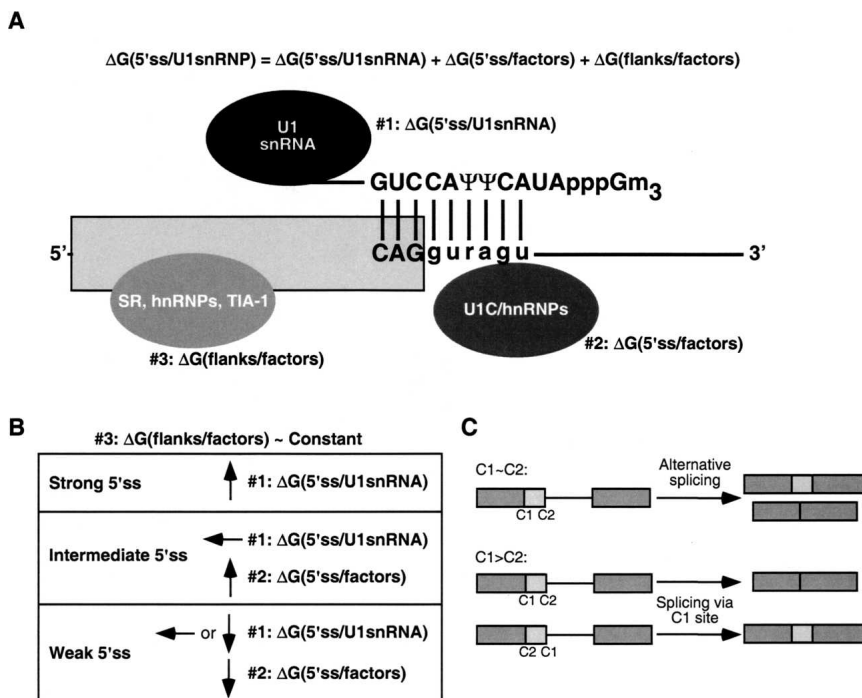 A
ΔG(5'ss/U1snRNP) = ΔG(5'ss/U1snRNA) + ΔG(5'ss/factors) + ΔG(flanks/factors)
U1
snRNA
#1: ΔG(5'ss/U1snRNA)
GUCCAΨΨCAUApppGm3
5'
CAGguragu
3'
SR, hnRNPs, TIA-1
U1C/hnRNPs
#3: ΔG(flanks/factors)
#2: ΔG(5'ss/factors)
B
#3: ΔG(flanks/factors) ~ Constant
Strong 5'ss
#1: ΔG(5'ss/U1snRNA)
Intermediate 5'ss
#1: ΔG(5'ss/U1snRNA)
#2: ΔG(5'ss/factors)
Weak 5'ss
or
#1: ΔG(5'ss/U1snRNA)
#2: ΔG(5'ss/factors)
C
C1~C2:
Alternative
splicing
C1 C2
C1>C2:
C1 C2
Splicing via
C1 site
C2 C1